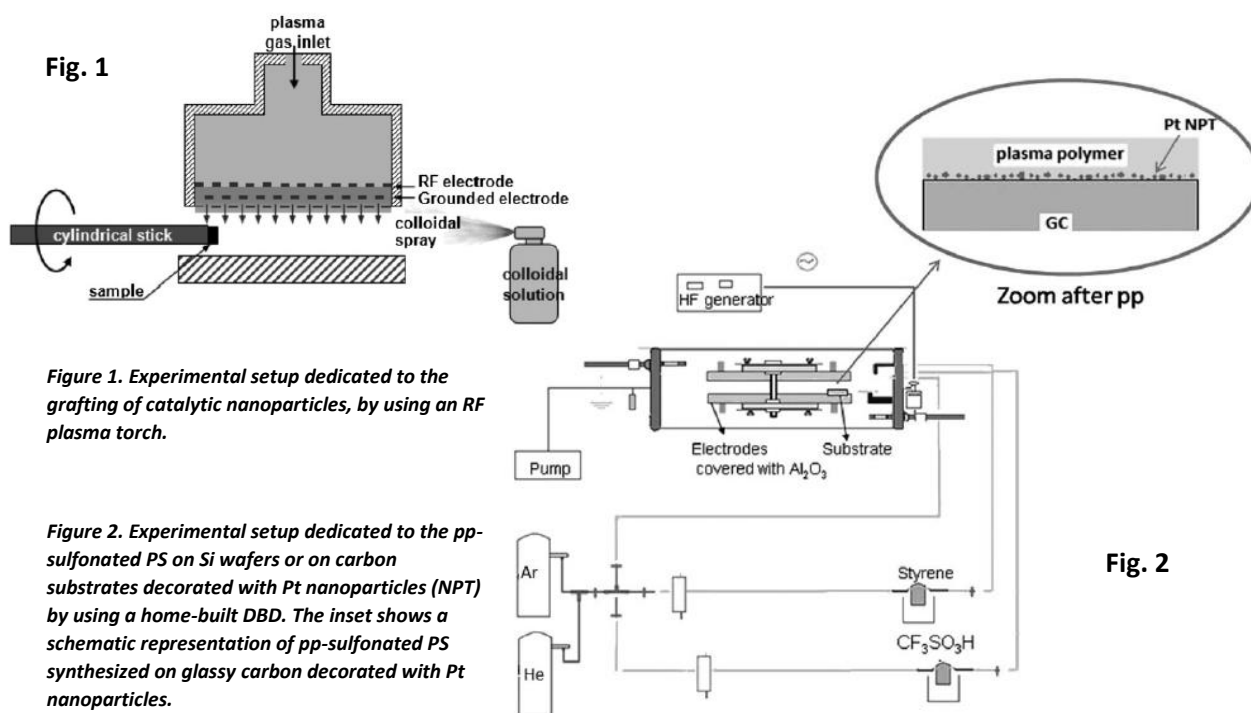 Fig. 1
plasma
gas inlet
RF electrode
Grounded electrode
cylindrical stick
colloidal
spray
sample
colloidal
solution
Figure 1. Experimental setup dedicated to the
grafting of catalytic nanoparticles, by using an RF
plasma torch.
Figure 2. Experimental setup dedicated to the pp-
sulfonated PS on Si wafers or on carbon
substrates decorated with Pt nanoparticles (NPT)
by using a home-built DBD. The inset shows a
schematic representation of pp-sulfonated PS
synthesized on glassy carbon decorated with Pt
nanoparticles.
Pt NPT
plasma polymer
GC
Zoom after pp
HF generator
Electrodes
covered with Al₂O₃
Substrate
Pump
Fig. 2
Ar
He
Styrene
CF₃SO₃H